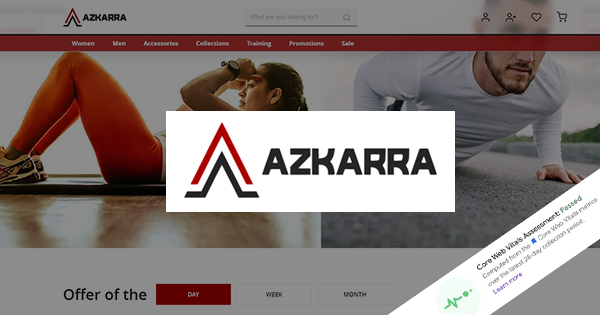 AZKARRA
What are you looking for?
Women Men Accessories Collections Training Promotions Sale
AZKARRA
Offer of the DAY WEEK MONTH
Core Web Vitals Assessment: Passed
Computed from the Core Web Vitals metrics
over the latest 28-day collection period.
Learn more